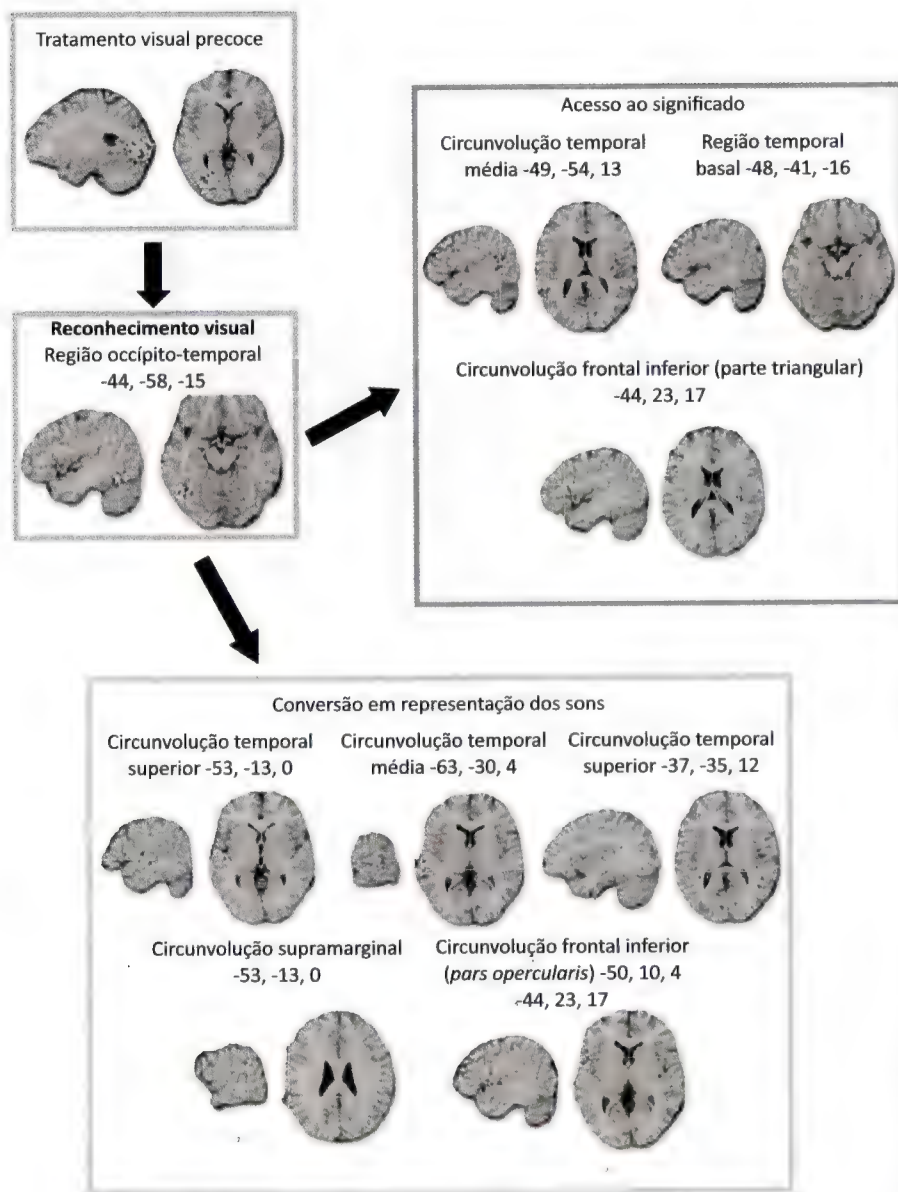 Tratamento visual precoce
Reconhecimento visual
Região occípito-temporal
-44, -58, -15
Acesso ao significado
Circunvolução temporal
média -49, -54, 13
Região temporal
basal -48, -41, -16
Circunvolução frontal inferior (parte triangular)
-44, 23, 17
Conversão em representação dos sons
Circunvolução temporal
superior -53, -13, 0
Circunvolução temporal
média -63, -30, 4
Circunvolução temporal
superior -37, -35, 12
Circunvolução supramarginal
-53, -13, 0
Circunvolução frontal inferior
(pars opercularis) -50, 10, 4
-44, 23, 17